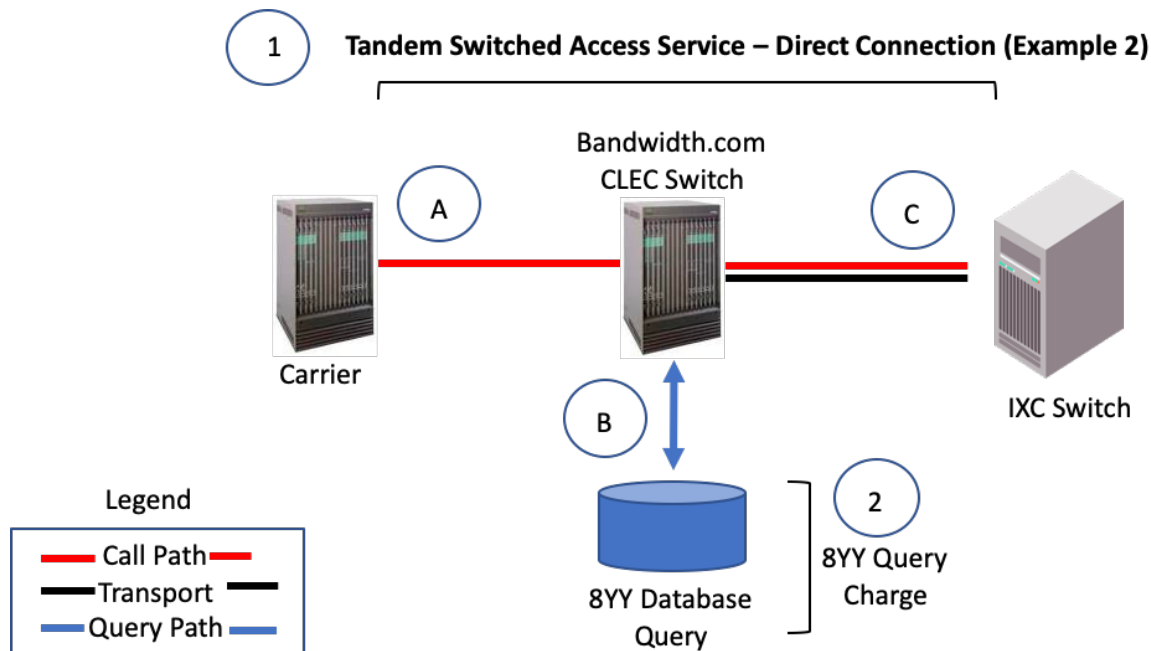 1
Tandem Switched Access Service – Direct Connection (Example 2)
Bandwidth.com
CLEC Switch
A
C
Carrier
IXC Switch
B
2
8YY Query
Charge
8YY Database
Query
Legend
Call Path
Transport
Query Path